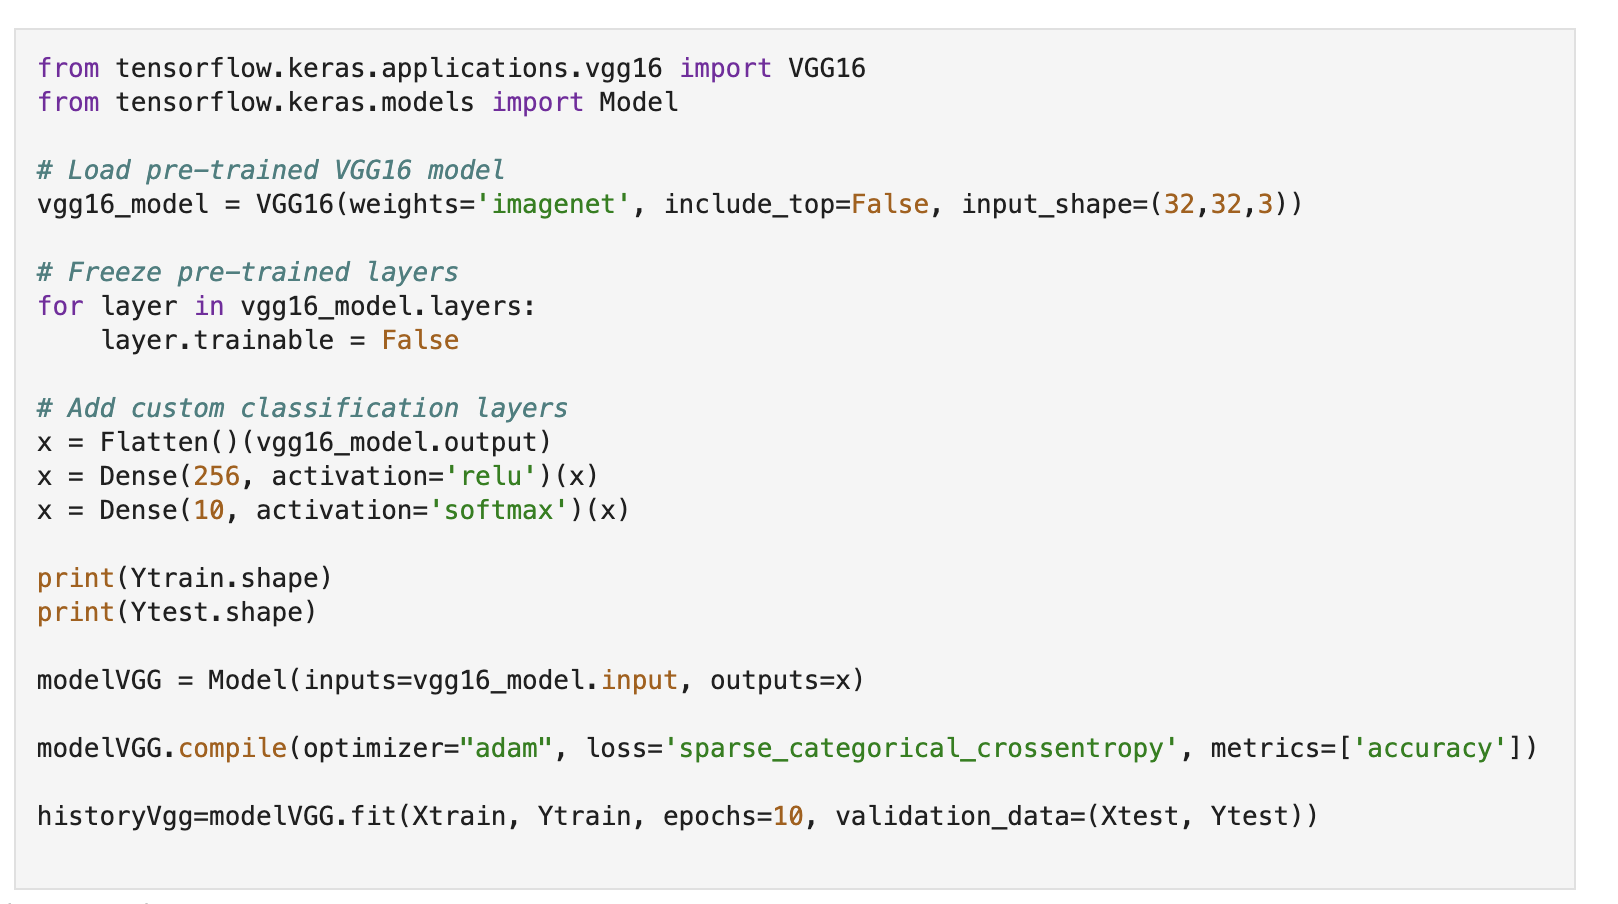 from tensorflow.keras.applications.vgg16 import VGG16
from tensorflow.keras.models import Model
# Load pre-trained VGG16 model
vgg16_model = VGG16(weights='imagenet', include_top=False, input_shape=(32,32,3))
# Freeze pre-trained layers
for layer in vgg16_model.layers:
    layer.trainable = False
# Add custom classification layers
x = Flatten()(vgg16_model.output)
x = Dense(256, activation='relu')(x)
x = Dense(10, activation='softmax')(x)
print(Ytrain.shape)
print(Ytest.shape)
modelVGG = Model(inputs=vgg16_model.input, outputs=x)
modelVGG.compile(optimizer="adam", loss='sparse_categorical_crossentropy', metrics=['accuracy'])
historyVgg=modelVGG.fit(Xtrain, Ytrain, epochs=10, validation_data=(Xtest, Ytest))